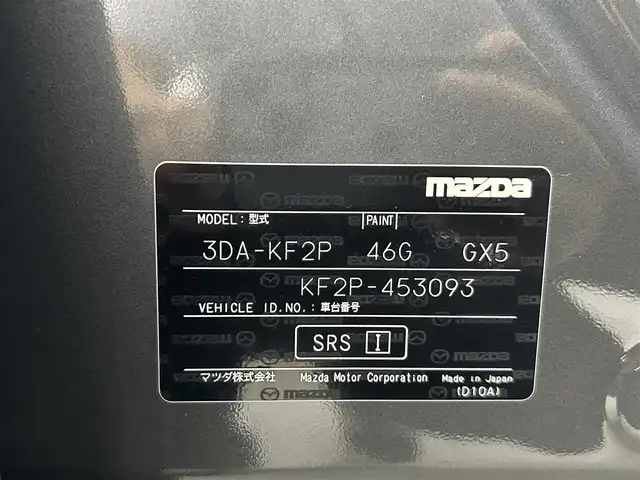 mazda
MODEL:型式 PAINT
3DA-KF2P 46G GX5
KF2P-453093
VEHICLE ID.NO.:車台番号
SRS I
マツダ株式会社 Mazda Motor Corporation Made in Japan
(D10A)